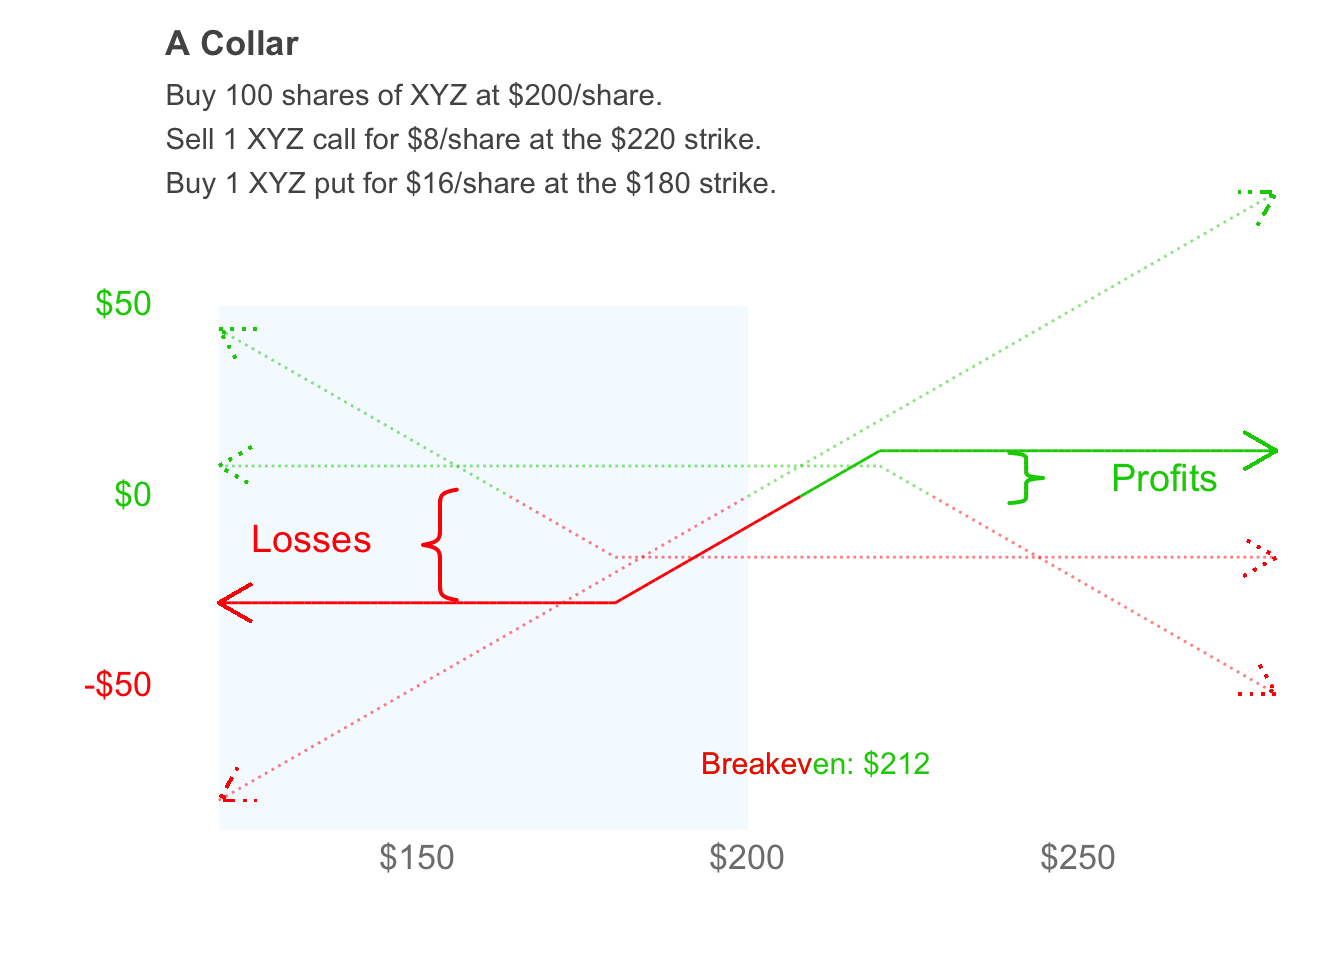 A Collar
Buy 100 shares of XYZ at $200/share.
Sell 1 XYZ call for $8/share at the $220 strike.
Buy 1 XYZ put for $16/share at the $180 strike.
$50
$0
-$50
Losses
Profits
Breakeven: $212
$150
$200
$250